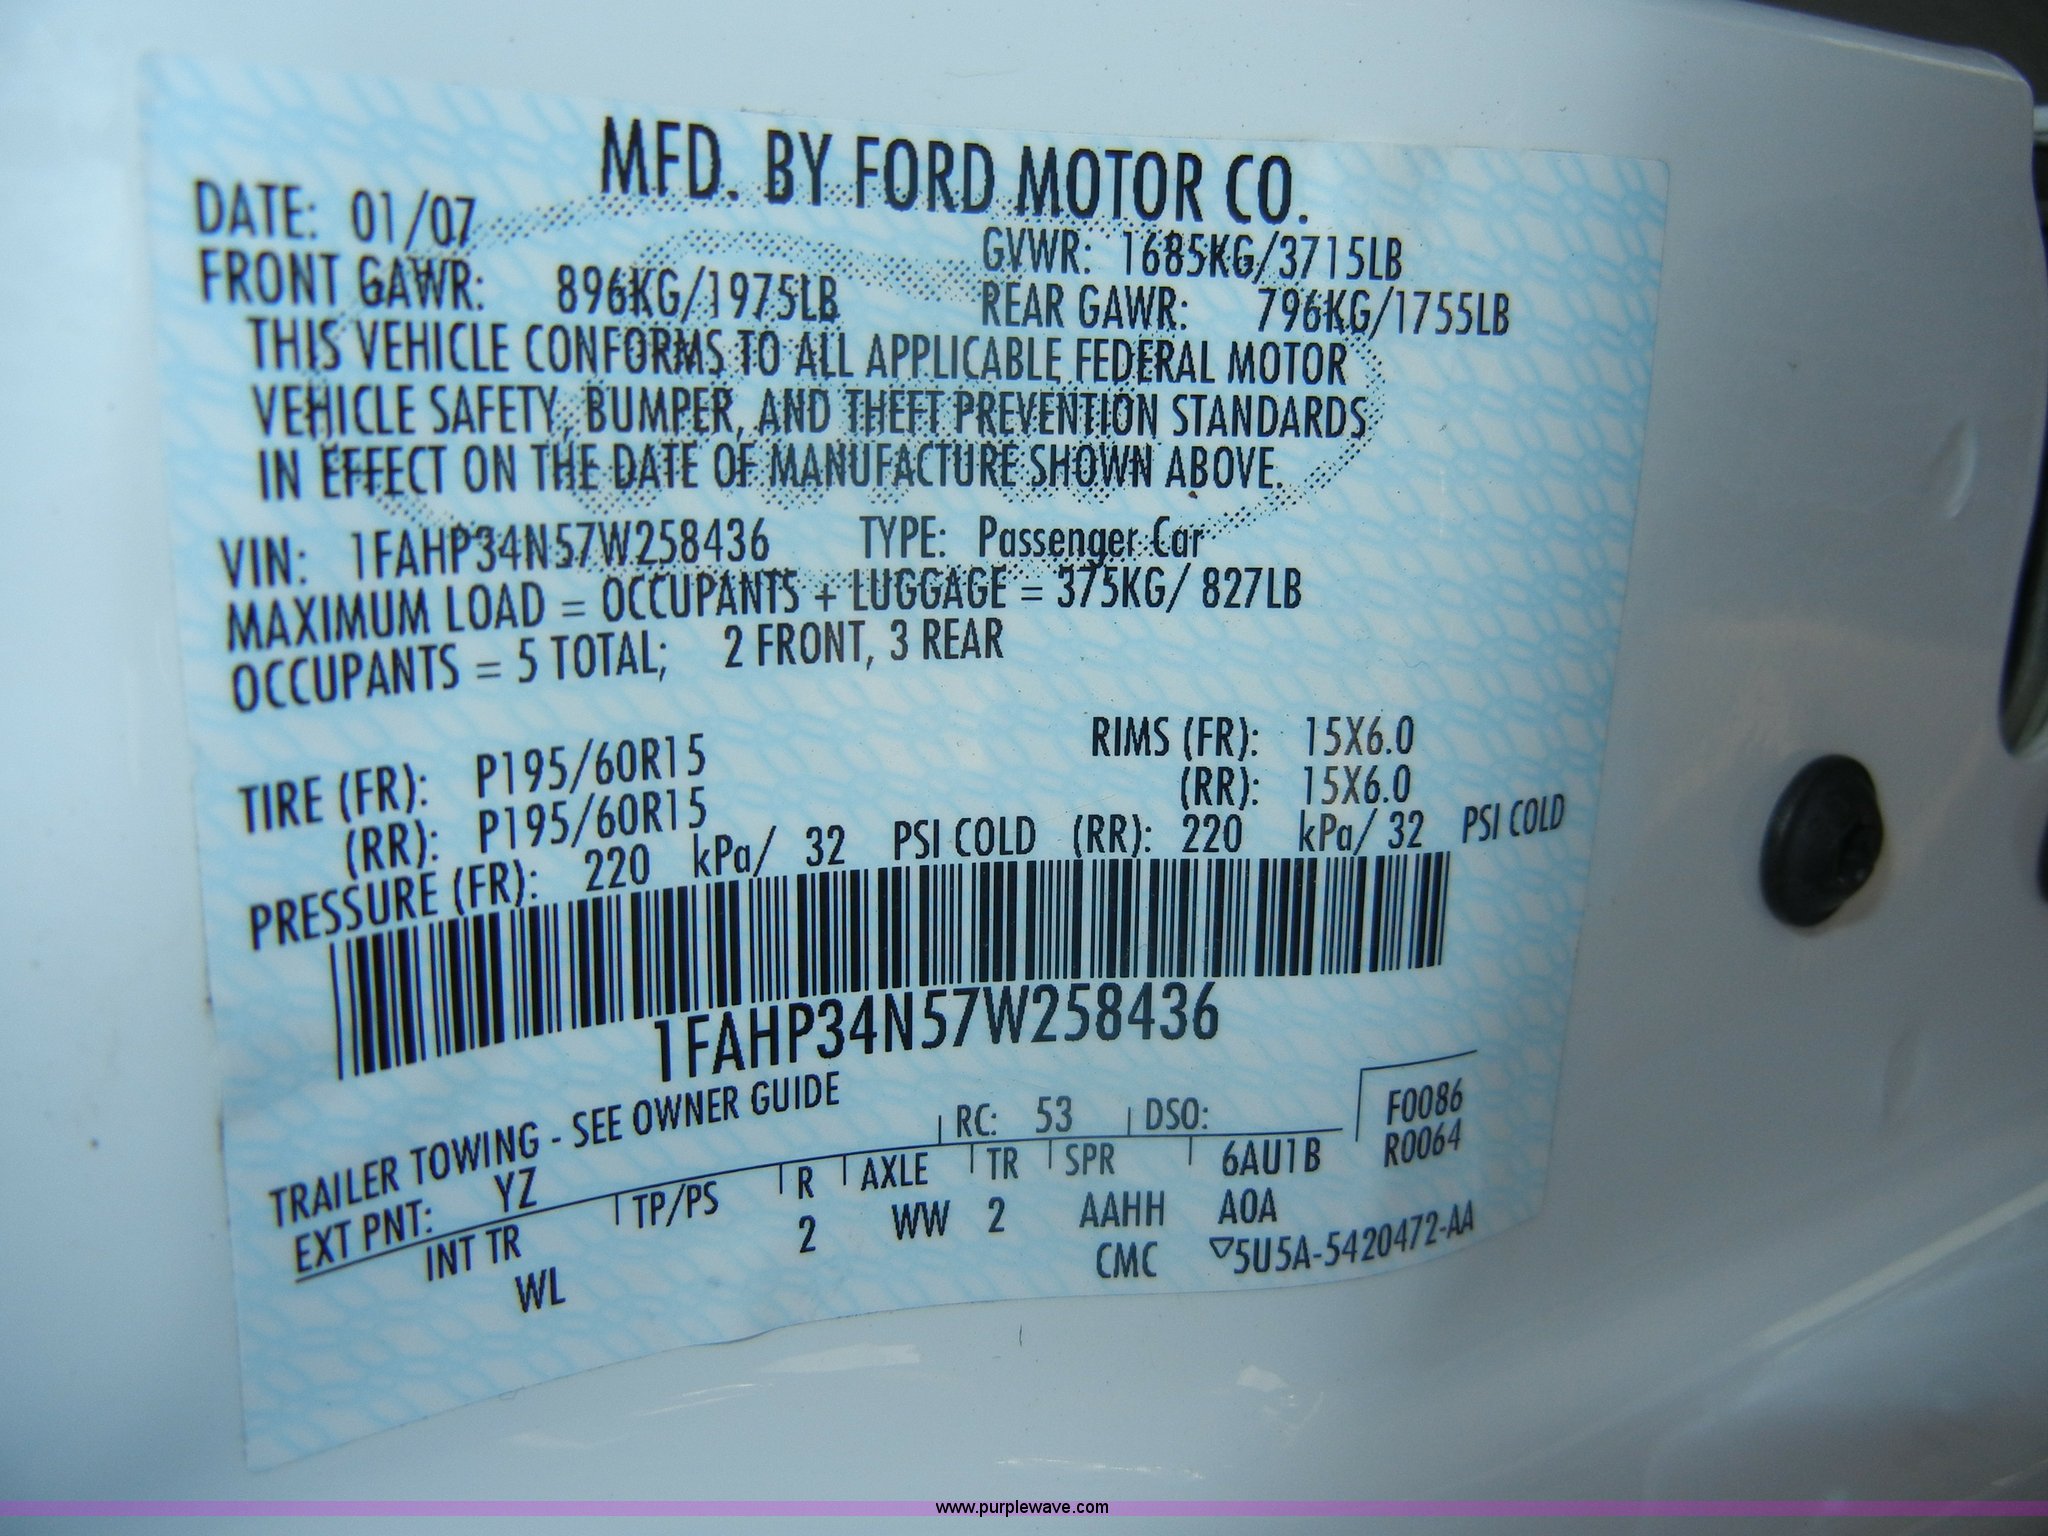 MFD. BY FORD MOTOR CO.
DATE: 01/07
GVWR: 1685KG/3715LB
FRONT GAWR: 896KG/1975LB REAR GAWR: 796KG/1755LB
THIS VEHICLE CONFORMS TO ALL APPLICABLE FEDERAL MOTOR
VEHICLE SAFETY, BUMPER, AND THEFT PREVENTION STANDARDS
IN EFFECT ON THE DATE OF MANUFACTURE SHOWN ABOVE.
VIN: 1FAHP34N57W258436 TYPE: Passenger Car
MAXIMUM LOAD = OCCUPANTS + LUGGAGE = 375KG/ 827LB
OCCUPANTS = 5 TOTAL; 2 FRONT, 3 REAR
TIRE (FR): P195/60R15 RIMS (FR): 15X6.0
(RR): P195/60R15 (RR): 15X6.0
PRESSURE (FR): 220 kPa/ 32 PSI COLD (RR): 220 kPa/ 32 PSI COLD
1FAHP34N57W258436
TRAILER TOWING - SEE OWNER GUIDE
EXT PNT: YZ RC: 53 DSO: F0086
INT TR TP/PS R AXLE TR SPR 6AU1B R0064
WL 2 WW 2 AAHH AOA
CMC ▽5U5A-5420472-AA
www.purplewave.com